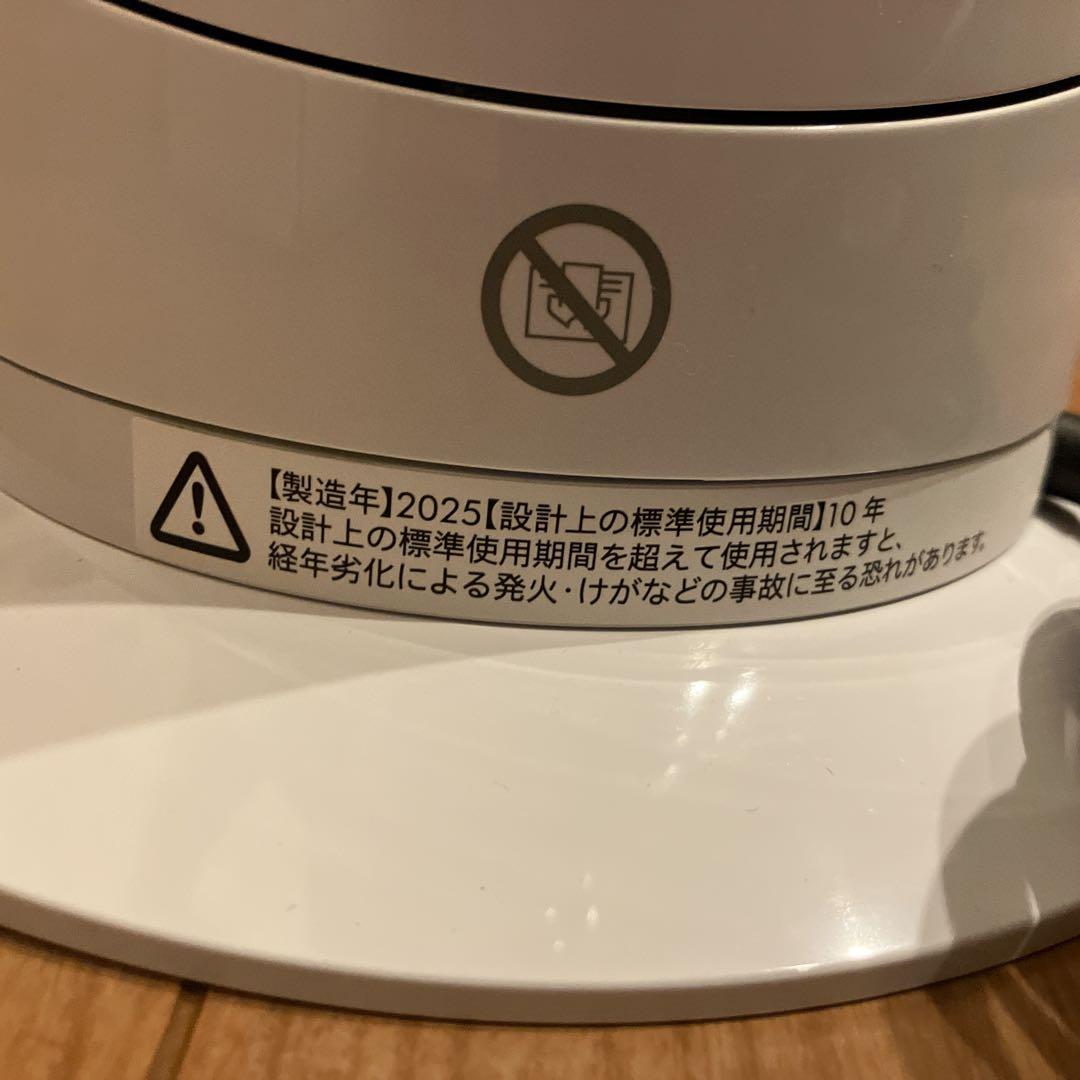 【製造年】2025【設計上の標準使用期間】10年
設計上の標準使用期間を超えて使用されますと、
経年劣化による発火・けがなどの事故に至る恐れがあります。